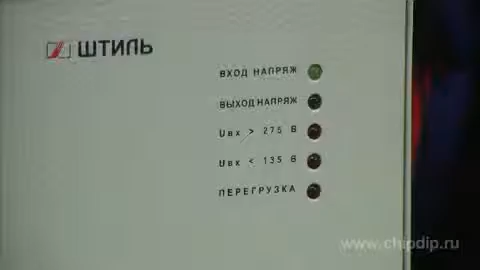 ШТИЛЬ
ВХОД НАПРЯЖ
ВЫХОД НАПРЯЖ
Uвх > 275 В
Uвх < 135 В
ПЕРЕГРУЗКА
www.chipdip.ru